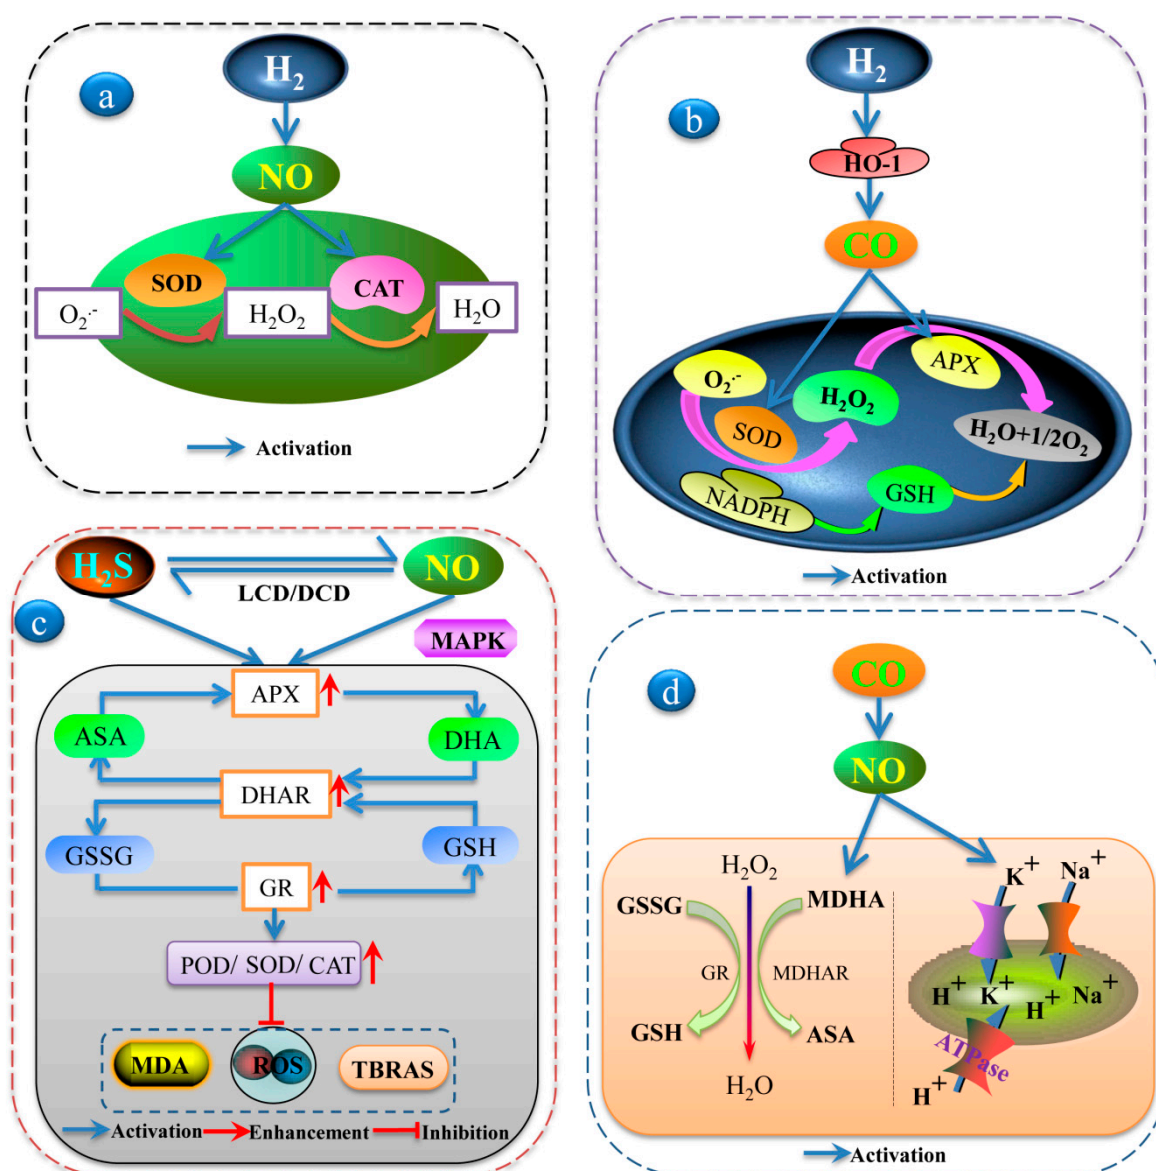 a
H₂
NO
SOD
CAT
O₂·⁻
H₂O₂
H₂O
Activation
b
H₂
HO-1
CO
O₂·⁻
SOD
H₂O₂
APX
H₂O+1/2O₂
NADPH
GSH
Activation
c
H₂S
NO
LCD/DCD
MAPK
APX
ASA
DHA
DHAR
GSSG
GSH
GR
POD/ SOD/ CAT
MDA
ROS
TBRAS
Activation Enhancement Inhibition
d
CO
NO
H₂O₂
GSSG
MDHA
GR
MDHAR
GSH
ASA
H₂O
K⁺
Na⁺
H⁺
K⁺
H⁺
Na⁺
ATPase
H⁺
Activation